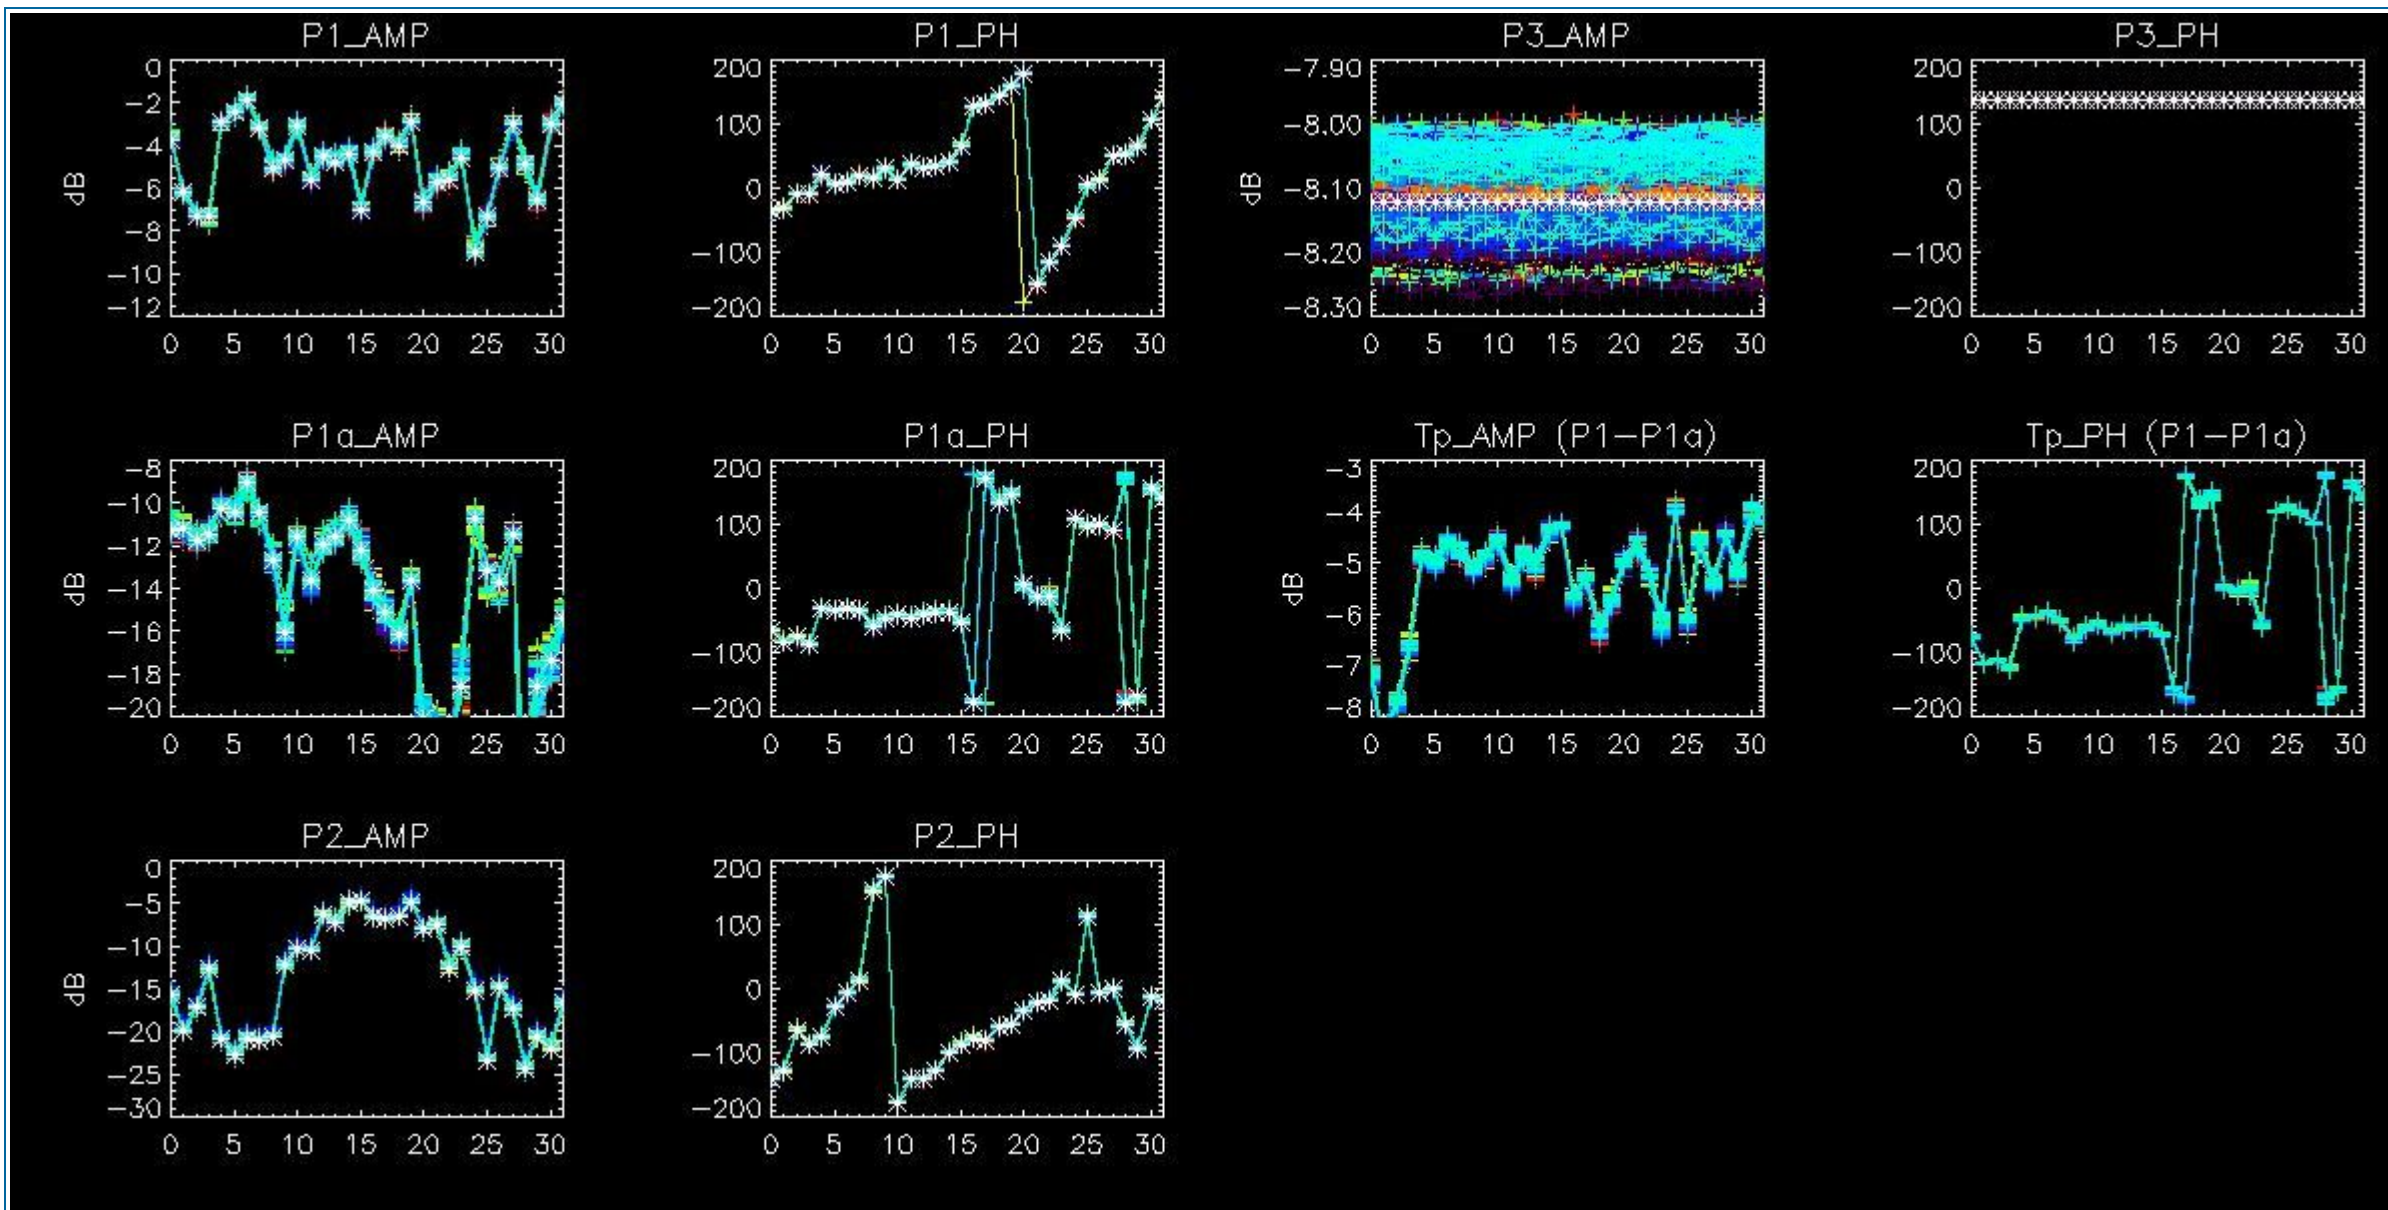 P1_AMP
0
−2
−4
−6
−8
−10
−12
dB
0 5 10 15 20 25 30
P1_PH
200
100
0
−100
−200
0 5 10 15 20 25 30
P3_AMP
−7.90
−8.00
−8.10
−8.20
−8.30
dB
0 5 10 15 20 25 30
P3_PH
200
100
0
−100
−200
0 5 10 15 20 25 30
P1a_AMP
−8
−10
−12
−14
−16
−18
−20
dB
0 5 10 15 20 25 30
P1a_PH
200
100
0
−100
−200
0 5 10 15 20 25 30
Tp_AMP (P1−P1a)
−3
−4
−5
−6
−7
−8
dB
0 5 10 15 20 25 30
Tp_PH (P1−P1a)
200
100
0
−100
−200
0 5 10 15 20 25 30
P2_AMP
0
−5
−10
−15
−20
−25
−30
dB
0 5 10 15 20 25 30
P2_PH
200
100
0
−100
−200
0 5 10 15 20 25 30